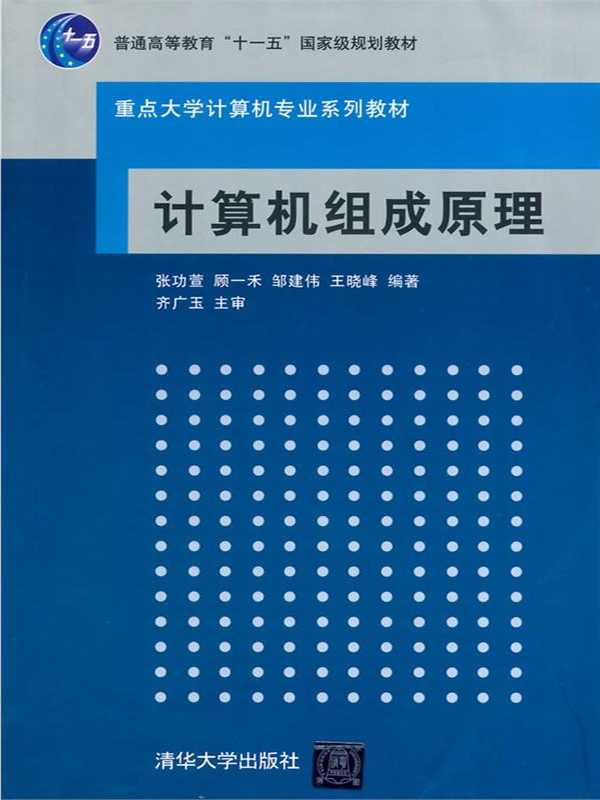 十一五
普通高等教育“十一五”国家级规划教材
重点大学计算机专业系列教材
计算机组成原理
张功萱 顾一禾 邹建伟 王晓峰 编著
齐广玉 主审
清华大学出版社